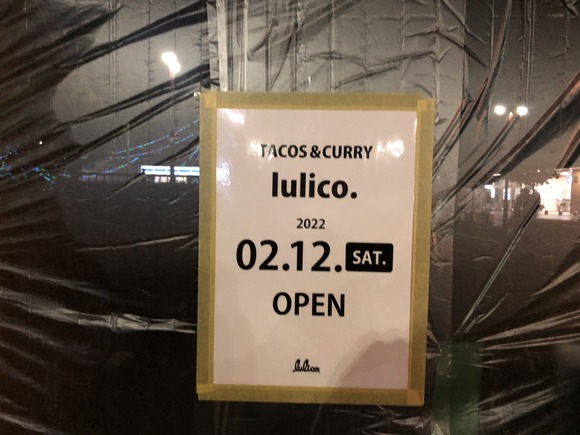 TACOS&CURRY
lulico.
2022
02.12. SAT.
OPEN
lulico